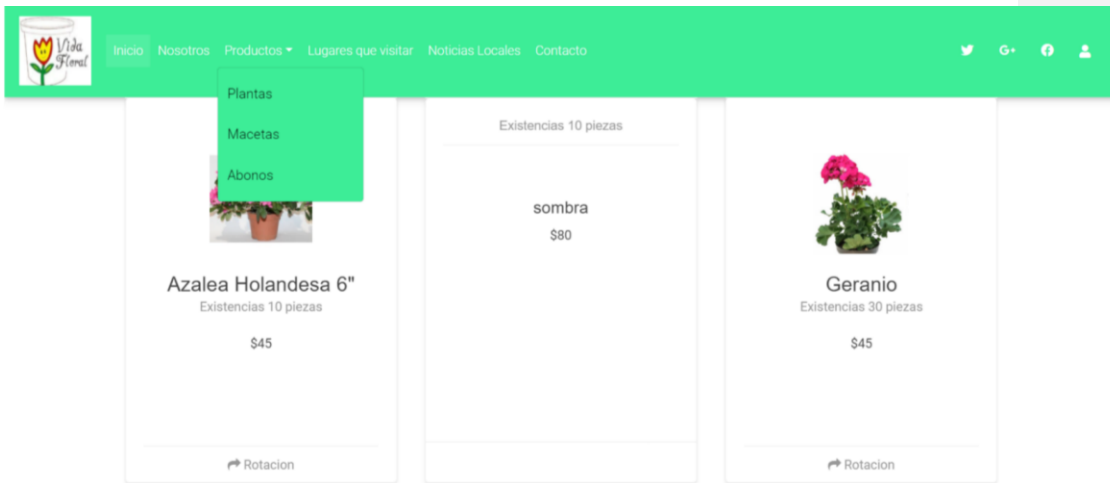 Vida
Floral
Inicio Nosotros Productos Lugares que visitar Noticias Locales Contacto
G+
Plantas
Macetas
Abonos
Azalea Holandesa 6"
Existencias 10 piezas
$45
Rotacion
Existencias 10 piezas
sombra
$80
Geranio
Existencias 30 piezas
$45
Rotacion